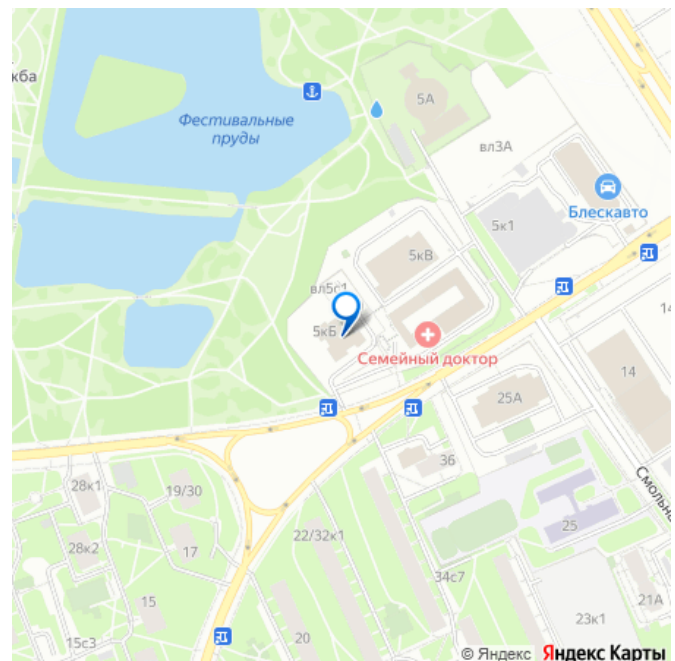 кба
5А
Фестивальные
пруды
вл3А
Блескавто
5к1
5кВ
вл5с1
5кБ
Семейный доктор
14
14
25А
36
Смольна
28к1
19/30
22/32к1
25
28к2
17
34с7
15
21А
23к1
15с3
20
© Яндекс Яндекс Карты